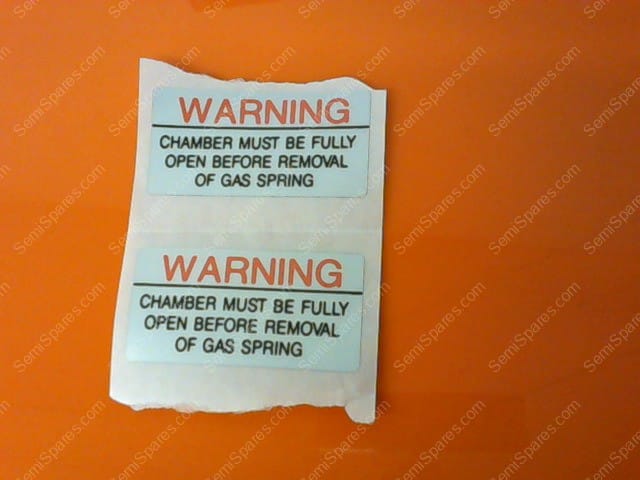 WARNING
CHAMBER MUST BE FULLY
OPEN BEFORE REMOVAL
OF GAS SPRING
WARNING
CHAMBER MUST BE FULLY
OPEN BEFORE REMOVAL
OF GAS SPRING
SemiSpares.com